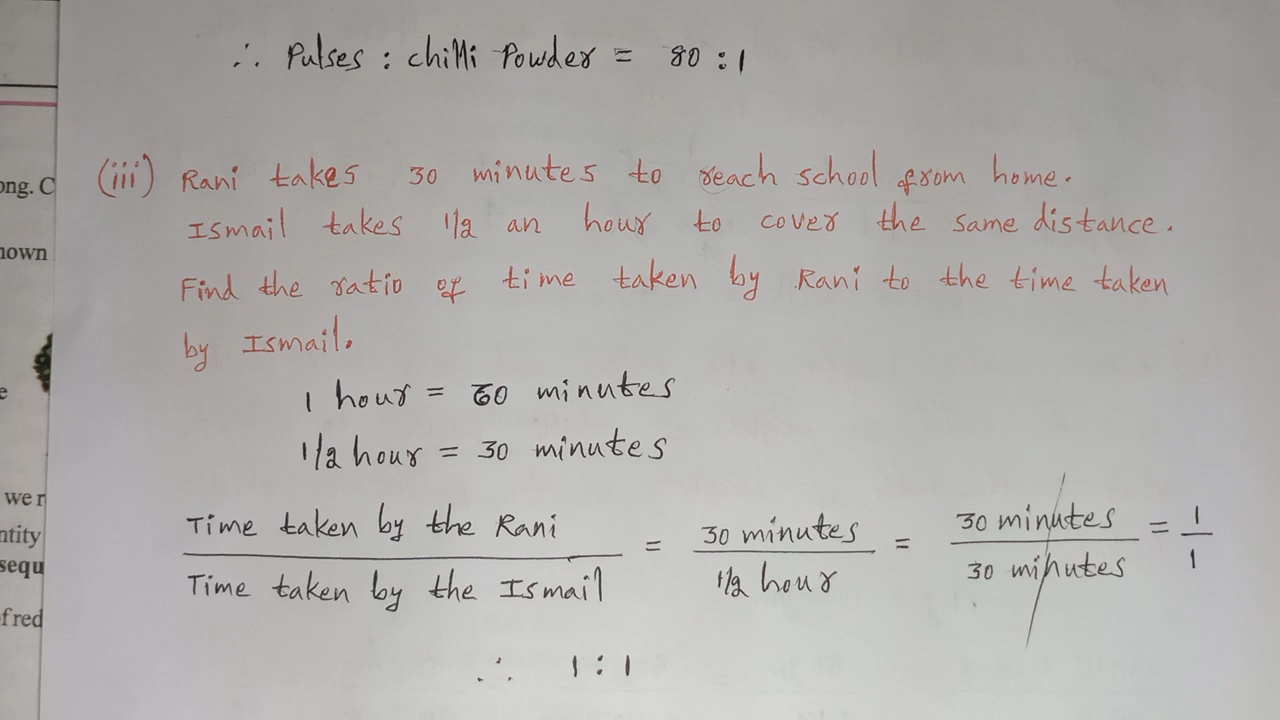 ∴ Pulses : chilli Powder = 80 : 1
(iii) Rani takes 30 minutes to reach school from home.
Ismail takes 1/2 an hour to cover the same distance.
Find the ratio of time taken by Rani to the time taken
by Ismail.
1 hour = 60 minutes
1/2 hour = 30 minutes
Time taken by the Rani / Time taken by the Ismail = 30 minutes / 1/2 hour = 30 minutes / 30 minutes = 1 / 1
∴ 1 : 1
ong. C
nown
e
we r
ntity
sequ
f red